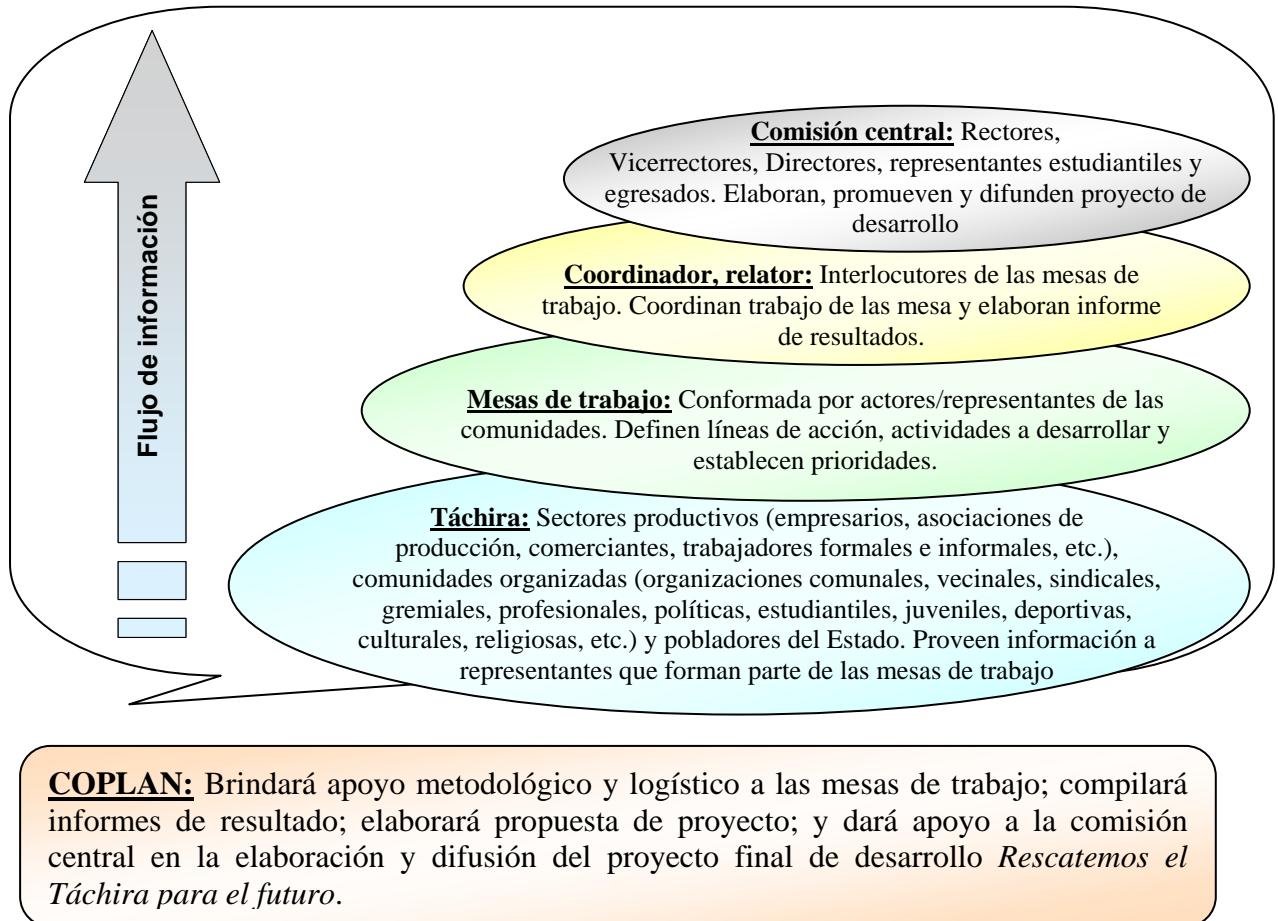 Flujo de información
Comisión central: Rectores,
Vicerrectores, Directores, representantes estudiantiles y
egresados. Elaboran, promueven y difunden proyecto de
desarrollo
Coordinador, relator: Interlocutores de las mesas de
trabajo. Coordinan trabajo de las mesa y elaboran informe
de resultados.
Mesas de trabajo: Conformada por actores/representantes de las
comunidades. Definen líneas de acción, actividades a desarrollar y
establecen prioridades.
Táchira: Sectores productivos (empresarios, asociaciones de
producción, comerciantes, trabajadores formales e informales, etc.),
comunidades organizadas (organizaciones comunales, vecinales, sindicales,
gremiales, profesionales, políticas, estudiantiles, juveniles, deportivas,
culturales, religiosas, etc.) y pobladores del Estado. Proveen información a
representantes que forman parte de las mesas de trabajo
COPLAN: Brindará apoyo metodológico y logístico a las mesas de trabajo; compilará
informes de resultado; elaborará propuesta de proyecto; y dará apoyo a la comisión
central en la elaboración y difusión del proyecto final de desarrollo Rescatemos el
Táchira para el futuro.